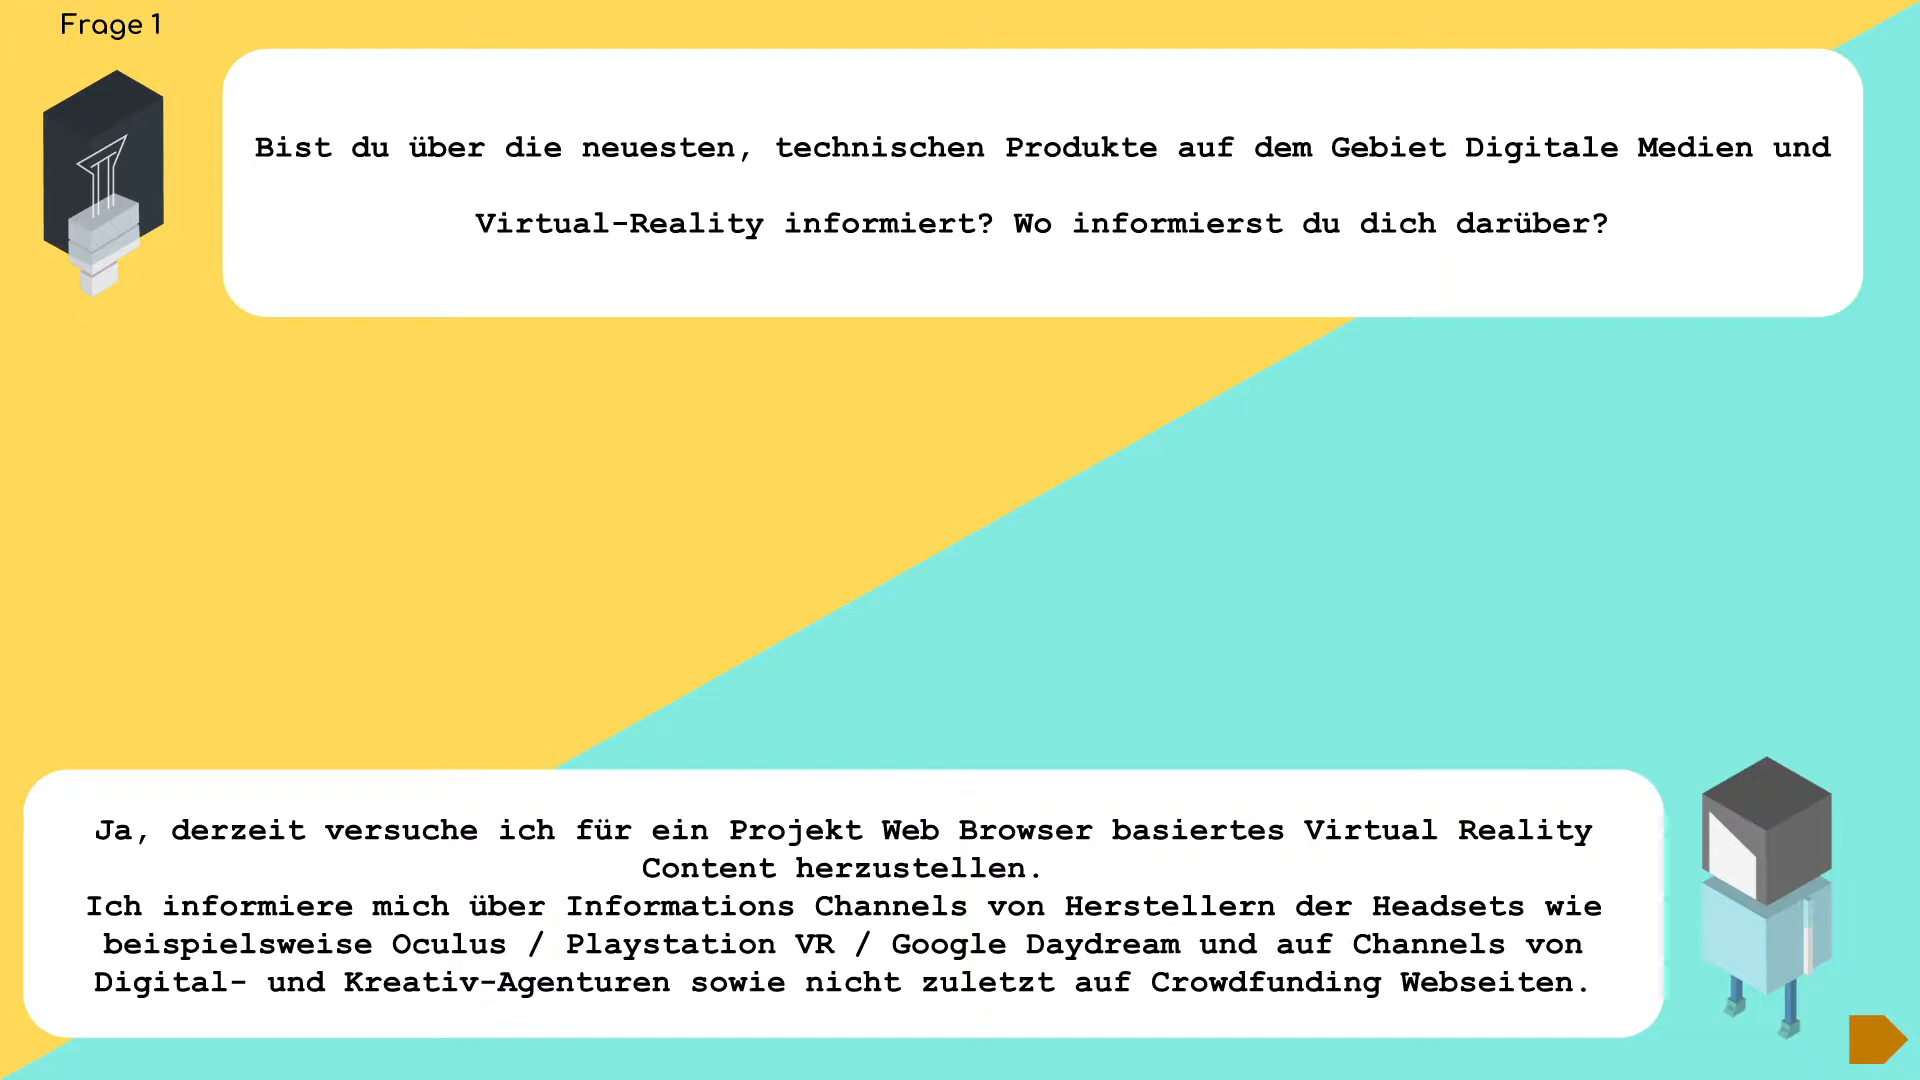 Frage 1
Bist du über die neuesten, technischen Produkte auf dem Gebiet Digitale Medien und
Virtual-Reality informiert? Wo informierst du dich darüber?
Ja, derzeit versuche ich für ein Projekt Web Browser basiertes Virtual Reality
Content herzustellen.
Ich informiere mich über Informations Channels von Herstellern der Headsets wie
beispielsweise Oculus / Playstation VR / Google Daydream und auf Channels von
Digital- und Kreativ-Agenturen sowie nicht zuletzt auf Crowdfunding Webseiten.